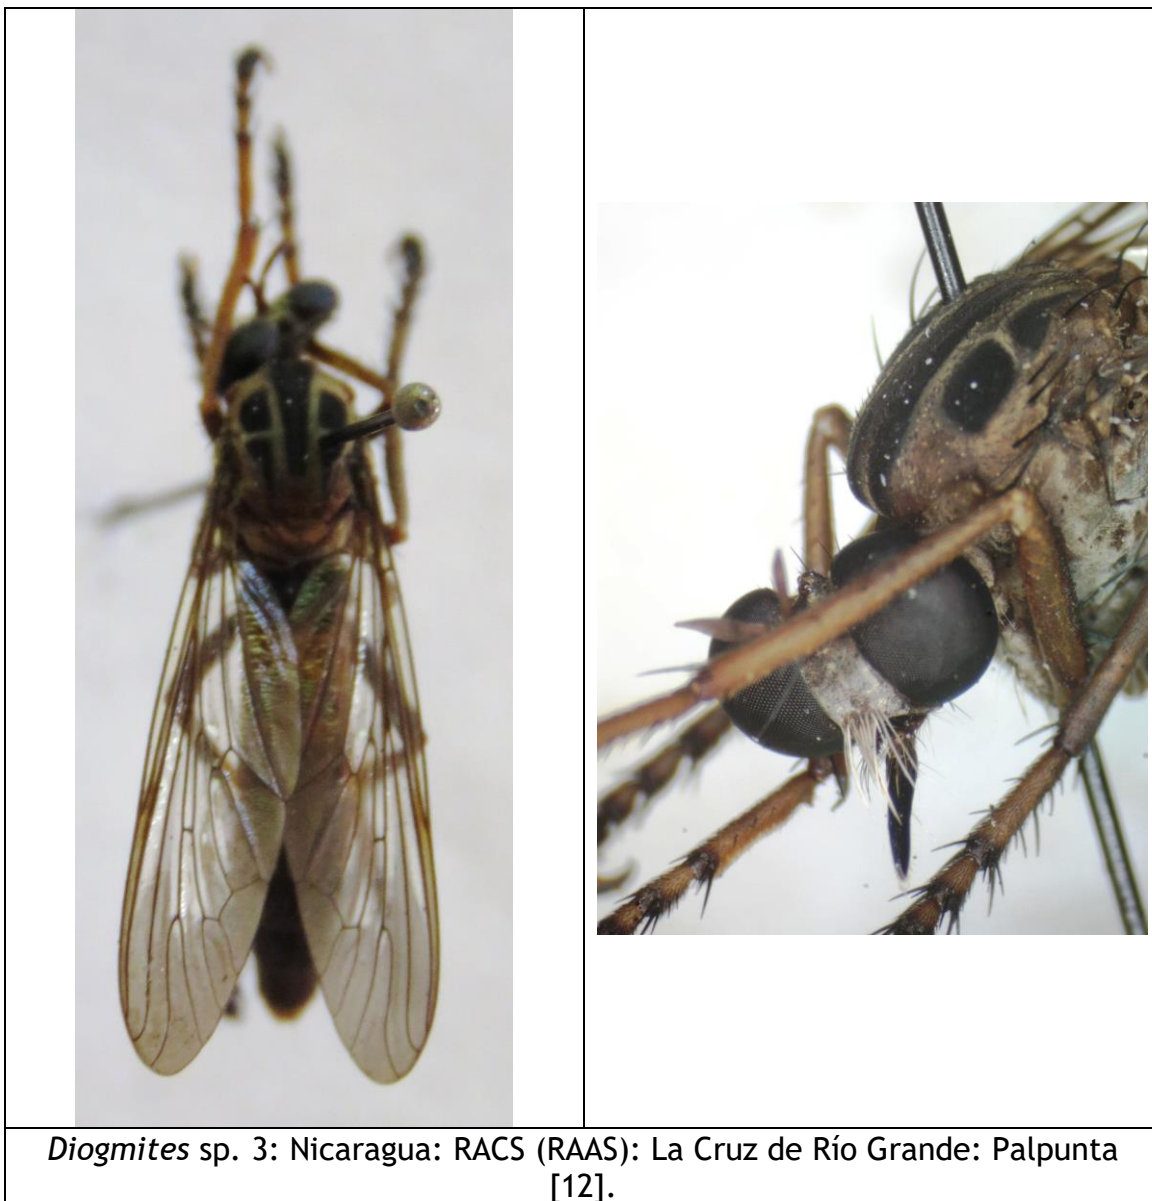 Diogmites sp. 3: Nicaragua: RACS (RAAS): La Cruz de Río Grande: Palpunta
[12].